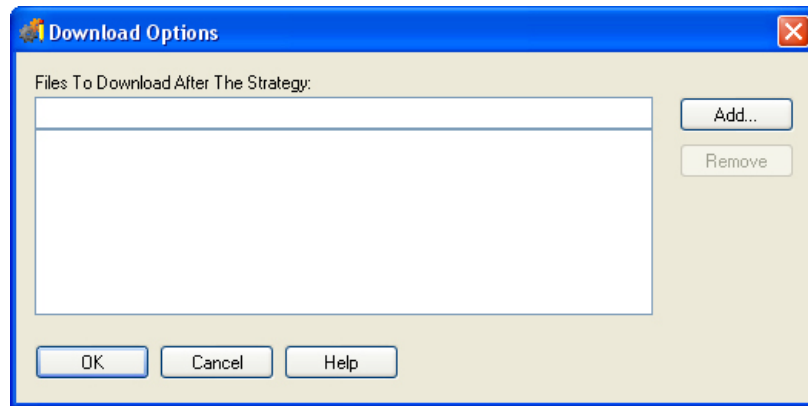 Download Options
Files To Download After The Strategy:
Add...
Remove
OK Cancel Help